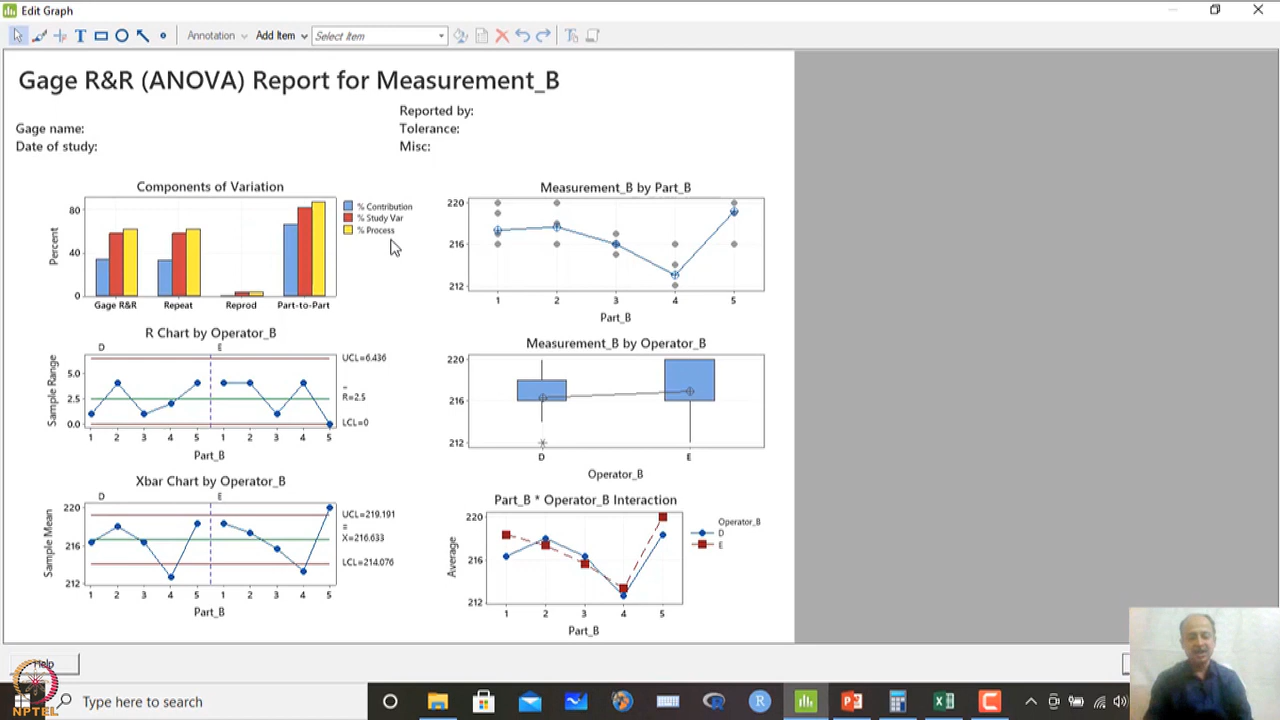 Edit Graph
T Annotation Add Item Select Item
Gage R&R (ANOVA) Report for Measurement_B
Reported by:
Gage name: Tolerance:
Date of study: Misc:
Components of Variation
80
40
0
Percent
Gage R&R Repeat Reprod Part-to-Part
% Contribution
% Study Var
% Process
Measurement_B by Part_B
220
216
212
1 2 3 4 5
Part_B
R Chart by Operator_B
D E
Sample Range
5.0
2.5
0.0
UCL=6.436
R=2.5
LCL=0
1 2 3 4 5 1 2 3 4 5
Part_B
Measurement_B by Operator_B
220
216
212
D E
Operator_B
Xbar Chart by Operator_B
D E
Sample Mean
220
216
212
UCL=219.191
X=216.633
LCL=214.076
1 2 3 4 5 1 2 3 4 5
Part_B
Part_B * Operator_B Interaction
Average
220
216
212
1 2 3 4 5
Part_B
Operator_B
D
E
Help
NPTEL
Type here to search
R